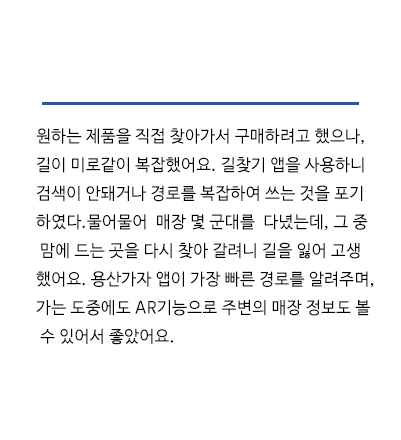 원하는 제품을 직접 찾아가서 구매하려고 했으나,
길이 미로같이 복잡했어요. 길찾기 앱을 사용하니
검색이 안돼거나 경로를 복잡하여 쓰는 것을 포기
하였다.물어물어 매장 몇 군대를 다녔는데, 그 중
맘에 드는 곳을 다시 찾아 갈려니 길을 잃어 고생
했어요. 용산가자 앱이 가장 빠른 경로를 알려주며,
가는 도중에도 AR기능으로 주변의 매장 정보도 볼
수 있어서 좋았어요.